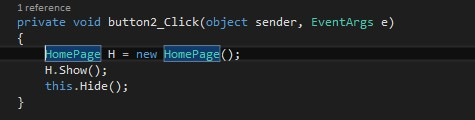 1 reference
private void button2_Click(object sender, EventArgs e)
{
    HomePage H = new HomePage();
    H.Show();
    this.Hide();
}